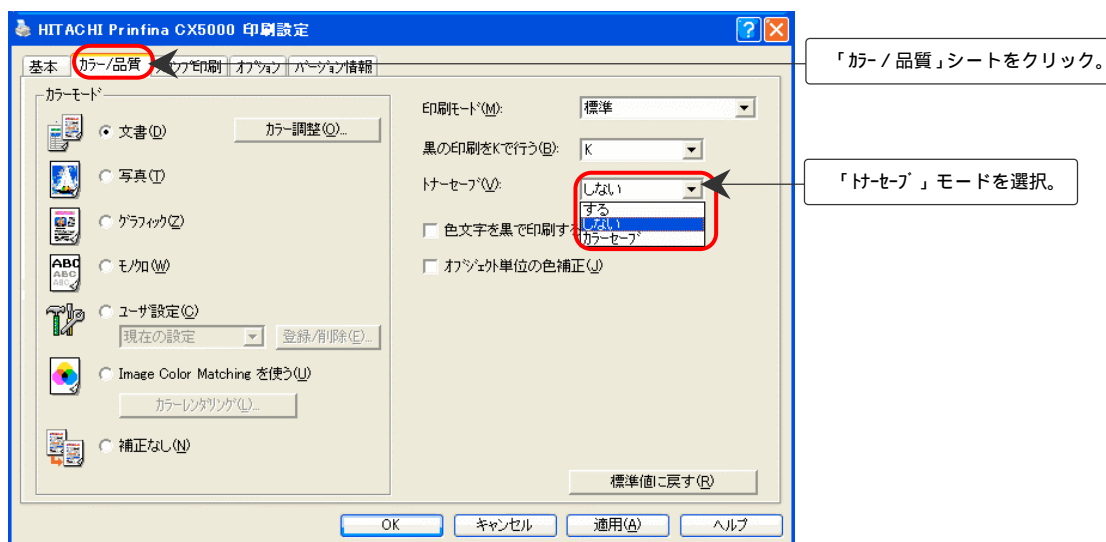 HITACHI Prinfina CX5000 印刷設定
基本 ｶﾗｰ/品質 ﾝﾌﾟ印刷 ｵﾌﾟｼｮﾝ ﾊﾞｰｼﾞｮﾝ情報
「ｶﾗｰ / 品質」シートをクリック。
ｶﾗｰﾓｰﾄﾞ
文書(D)
カラー調整(O)...
写真(T)
ｸﾞﾗﾌｨｯｸ(Z)
ABC
ABC
ABC
ﾓﾉｸﾛ(W)
ﾕｰｻﾞ設定(C)
現在の設定
登録/削除(E)...
Image Color Matching を使う(U)
ｶﾗｰﾚﾝﾀﾞﾘﾝｸﾞ(L)...
補正なし(N)
印刷ﾓｰﾄﾞ(M):
標準
黒の印刷をKで行う(B):
K
ﾄﾅｰｾｰﾌﾞ(V):
しない
する
しない
ｶﾗｰｾｰﾌﾞ
「ﾄﾅｰｾｰﾌﾞ」モードを選択。
色文字を黒で印刷す
ｵﾌﾞｼﾞｪｸﾄ単位の色補正(J)
標準値に戻す(R)
OK
キャンセル
適用(A)
ヘルプ